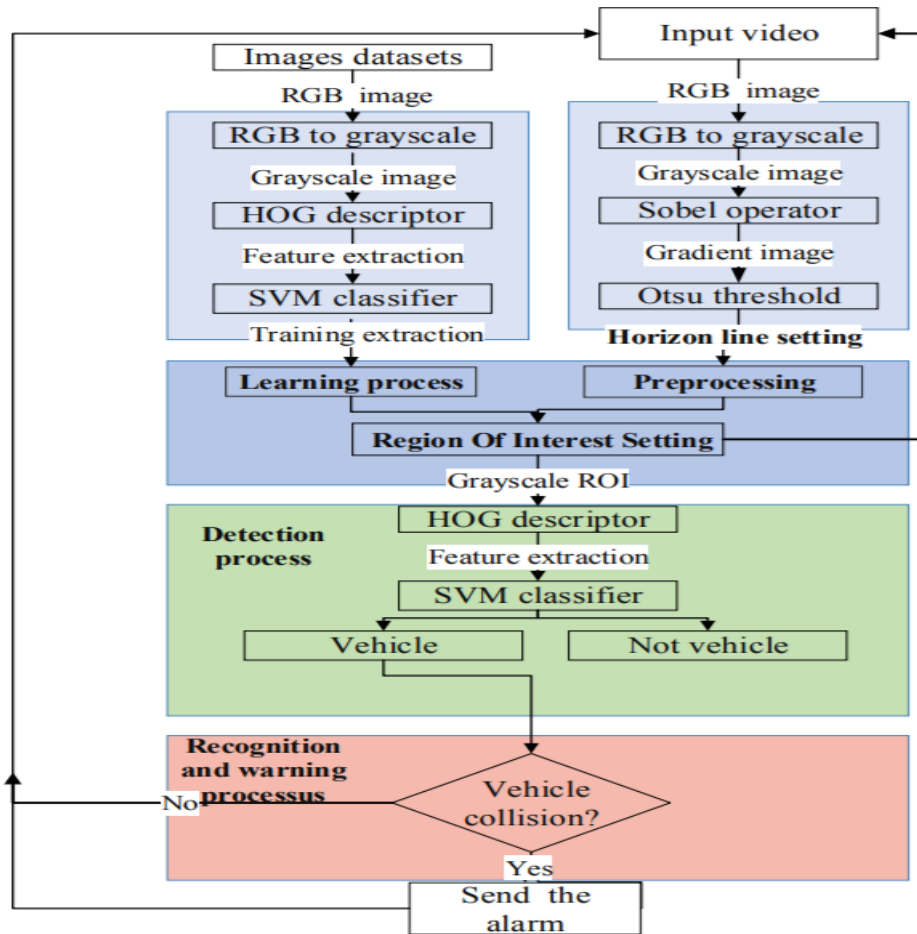 Input video
Images datasets
RGB image
RGB image
RGB to grayscale
RGB to grayscale
Grayscale image
Grayscale image
HOG descriptor
Sobel operator
Feature extraction
Gradient image
SVM classifier
Otsu threshold
Training extraction
Horizon line setting
Learning process
Preprocessing
Region Of Interest Setting
Grayscale ROI
HOG descriptor
Detection
process
Feature extraction
SVM classifier
Vehicle
Not vehicle
Recognition
and warning
processus
Vehicle
collision?
No
Yes
Send the
alarm